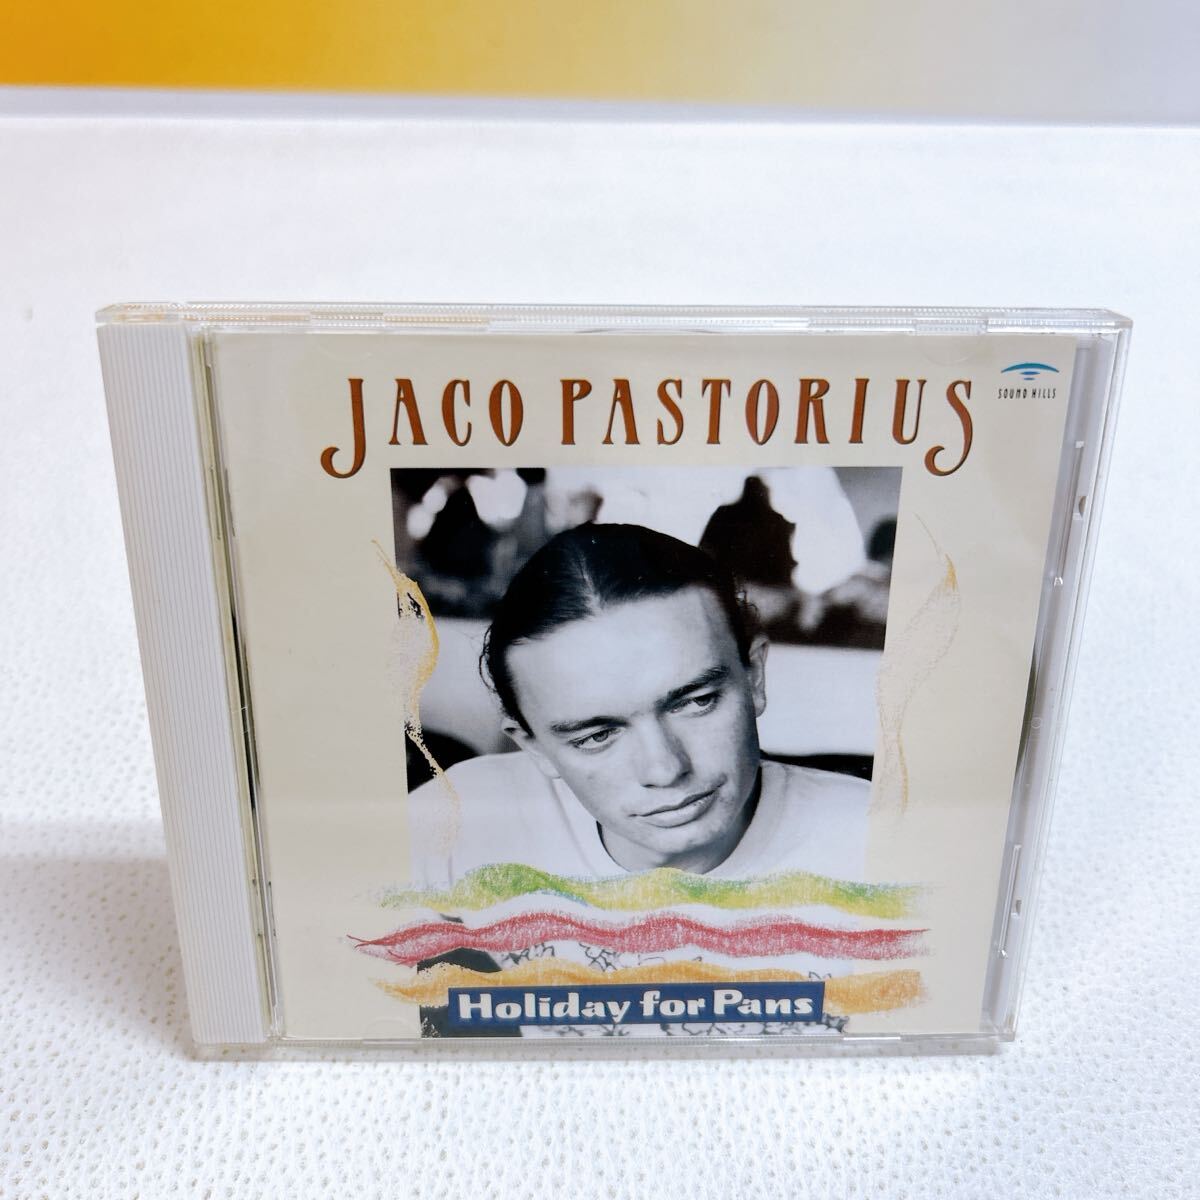 JACO PASTORIUS
SOUND HILLS
Holiday for Pans